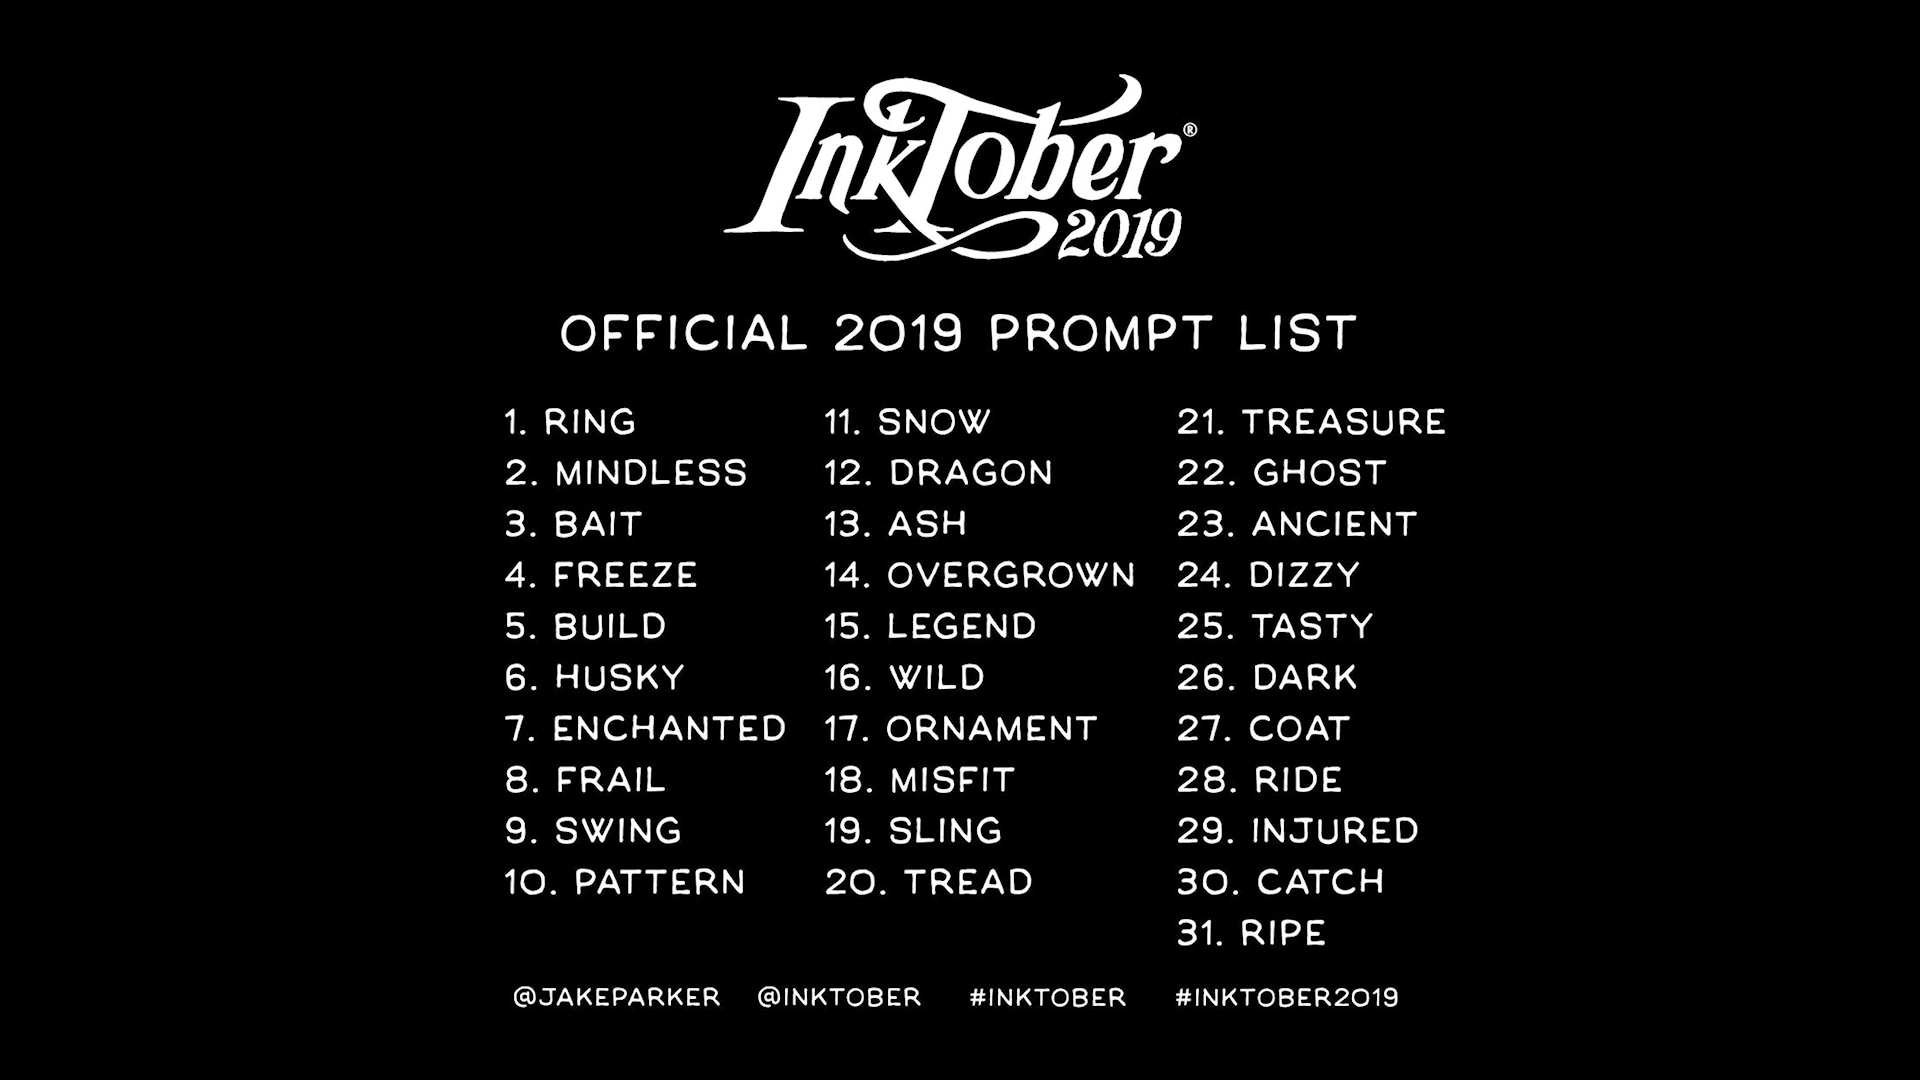 InkTober®
2019
OFFICIAL 2019 PROMPT LIST
1. RING
2. MINDLESS
3. BAIT
4. FREEZE
5. BUILD
6. HUSKY
7. ENCHANTED
8. FRAIL
9. SWING
10. PATTERN
11. SNOW
12. DRAGON
13. ASH
14. OVERGROWN
15. LEGEND
16. WILD
17. ORNAMENT
18. MISFIT
19. SLING
20. TREAD
21. TREASURE
22. GHOST
23. ANCIENT
24. DIZZY
25. TASTY
26. DARK
27. COAT
28. RIDE
29. INJURED
30. CATCH
31. RIPE
@JAKEPARKER @INKTOBER #INKTOBER #INKTOBER2019